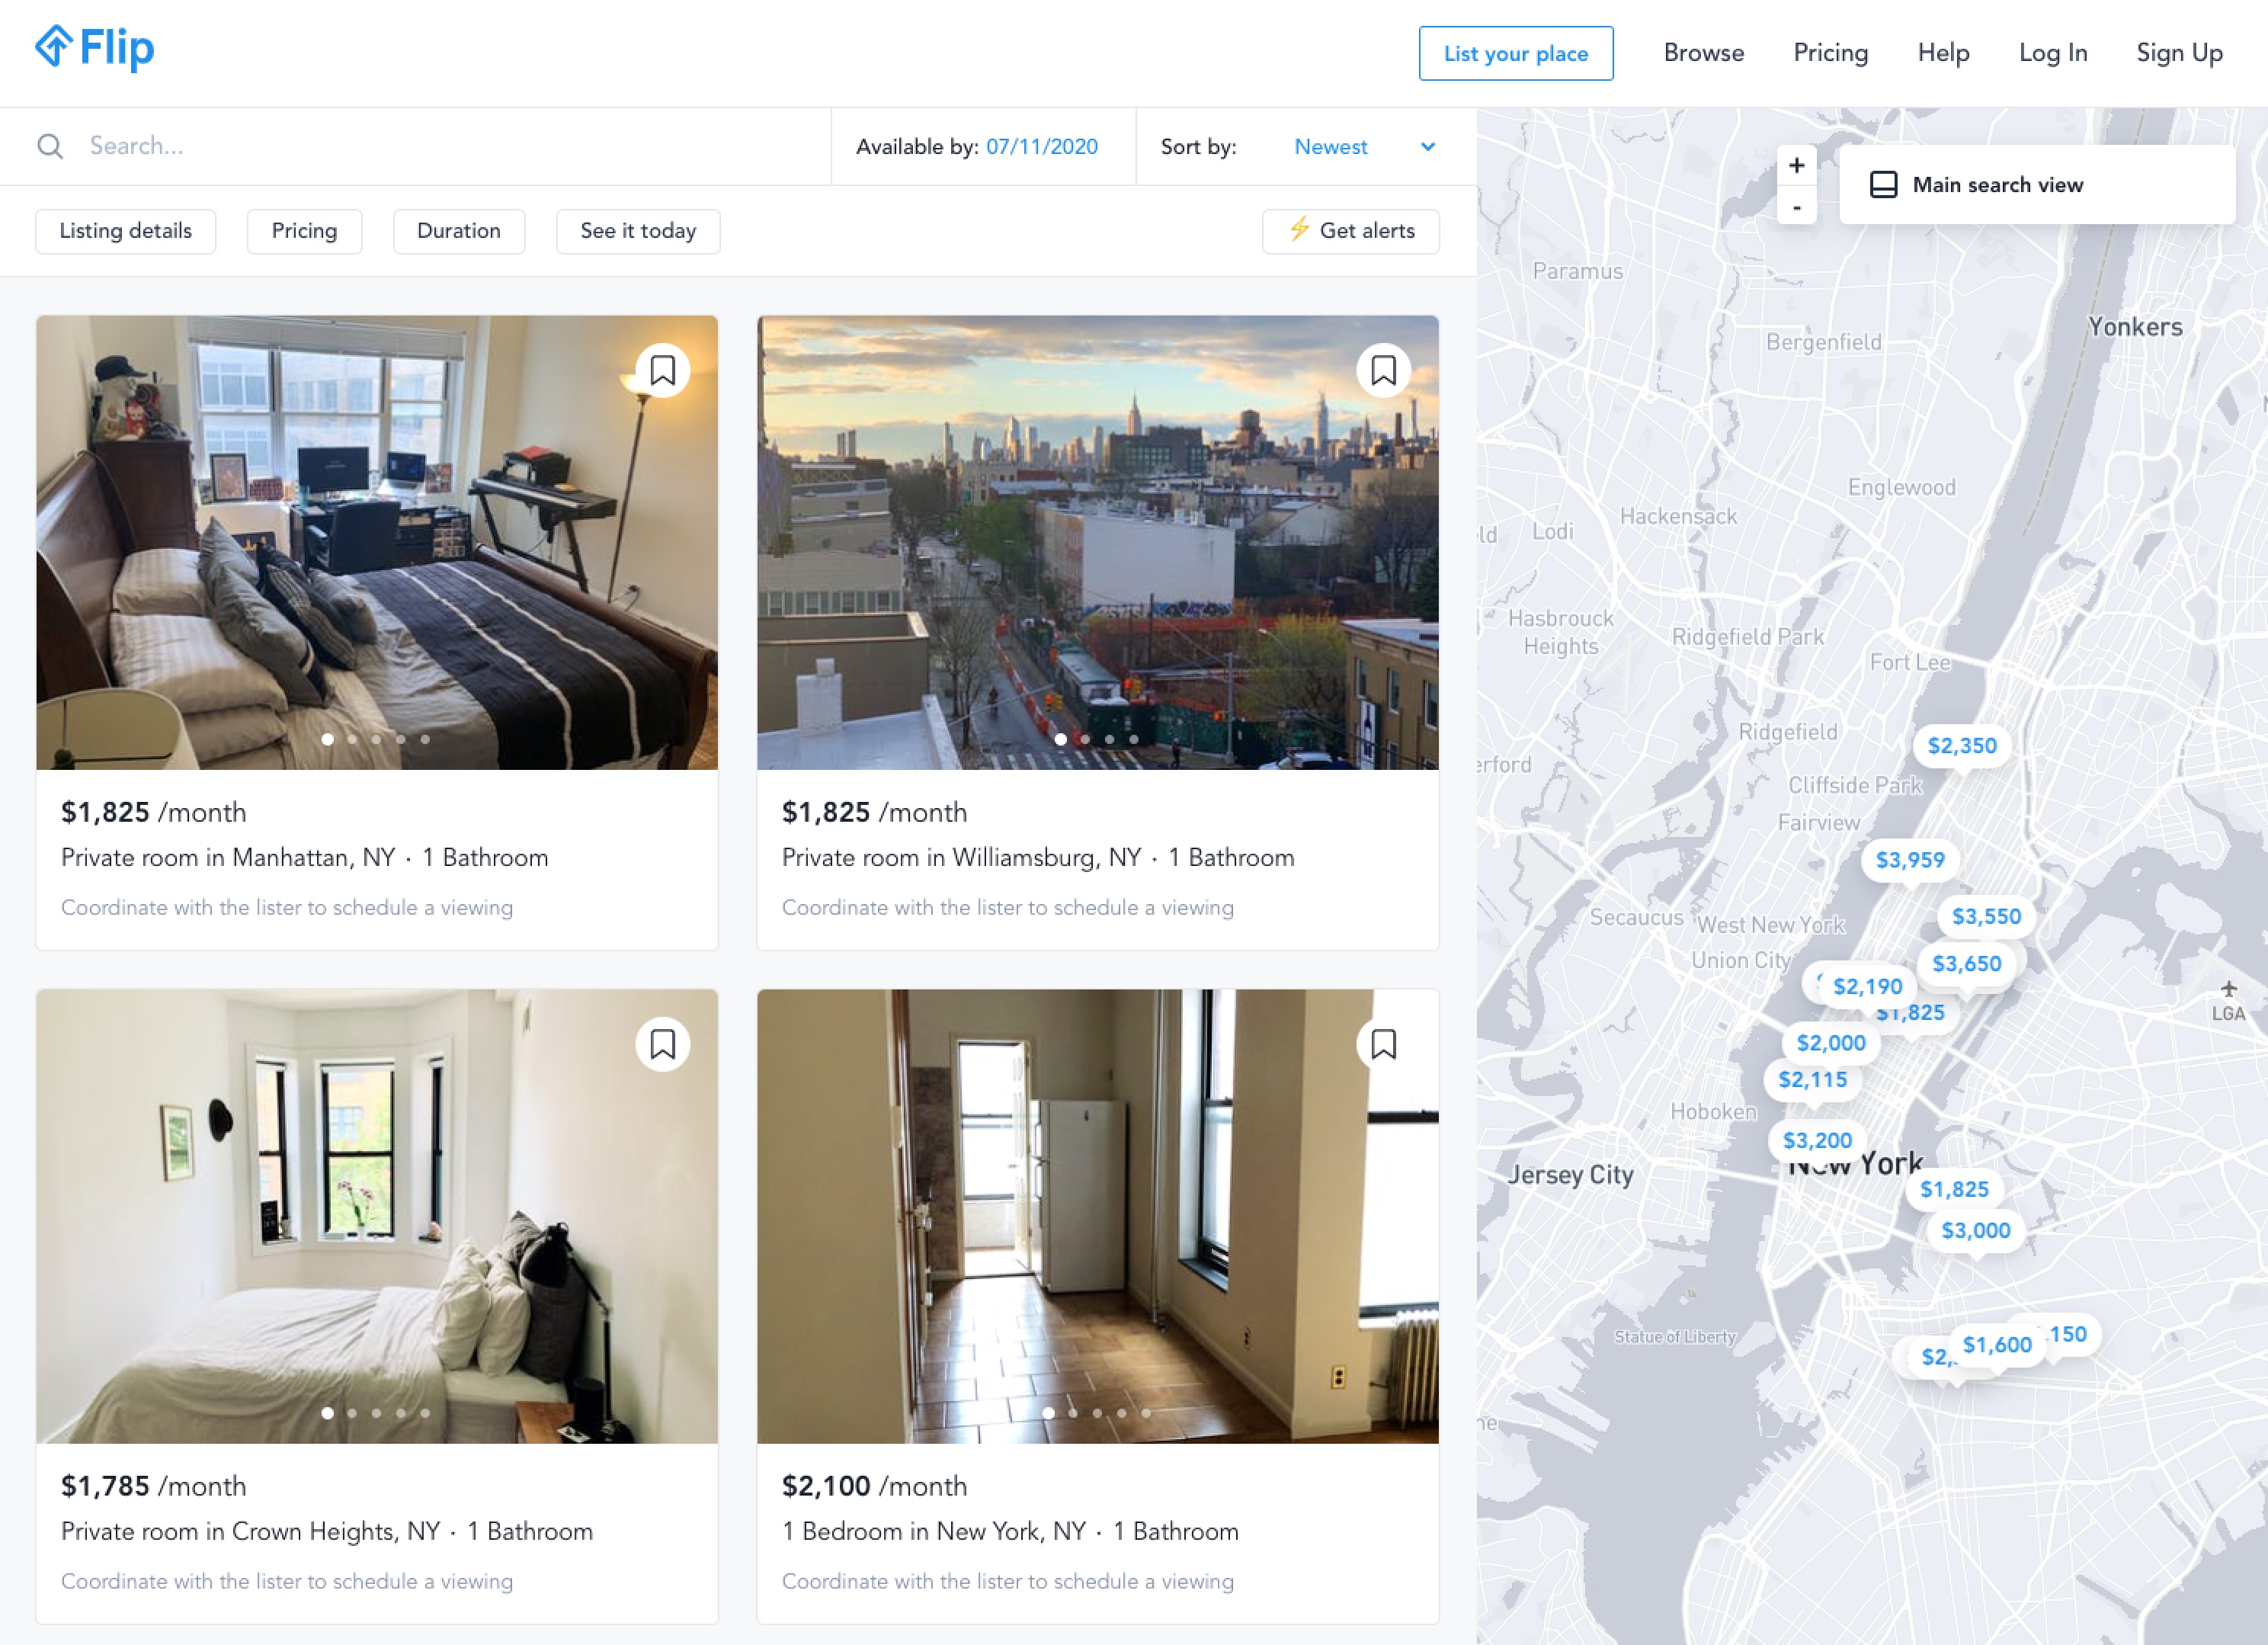 Flip
List your place
Browse
Pricing
Help
Log In
Sign Up
Search...
Available by: 07/11/2020
Sort by:
Newest
Listing details
Pricing
Duration
See it today
⚡ Get alerts
$1,825 /month
Private room in Manhattan, NY · 1 Bathroom
Coordinate with the lister to schedule a viewing
$1,825 /month
Private room in Williamsburg, NY · 1 Bathroom
Coordinate with the lister to schedule a viewing
$1,785 /month
Private room in Crown Heights, NY · 1 Bathroom
Coordinate with the lister to schedule a viewing
$2,100 /month
1 Bedroom in New York, NY · 1 Bathroom
Coordinate with the lister to schedule a viewing
+
-
Main search view
Paramus
Yonkers
Bergenfield
Englewood
Hackensack
Lodi
Hasbrouck
Heights
Ridgefield Park
Fort Lee
Ridgefield
$2,350
Cliffside Park
Fairview
$3,959
Secaucus
West New York
$3,550
Union City
$3,650
$2,190
$1,825
LGA
$2,000
$2,115
Hoboken
$3,200
New York
Jersey City
$1,825
$3,000
Statue of Liberty
$1,600